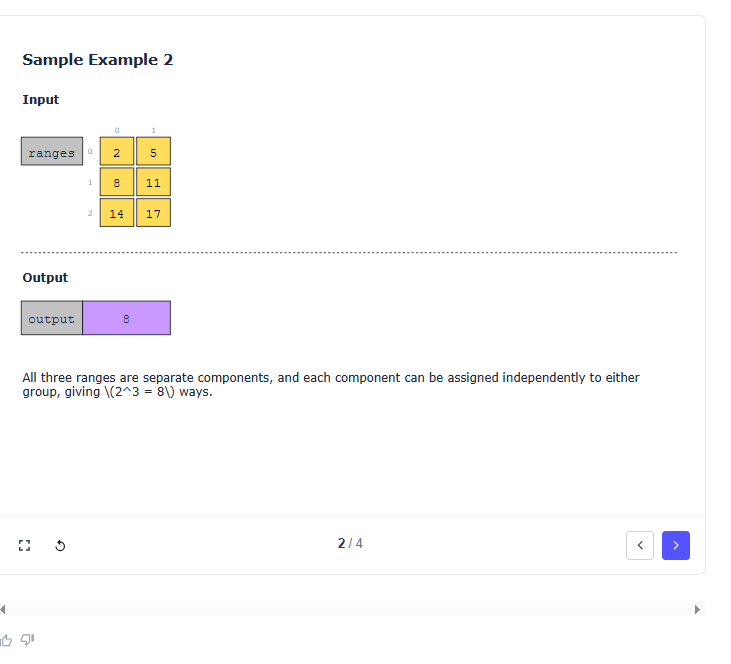 Sample Example 2
Input
0 1
ranges 0 2 5
1 8 11
2 14 17
Output
output 8
All three ranges are separate components, and each component can be assigned independently to either
group, giving \(2^3 = 8\) ways.
2 / 4